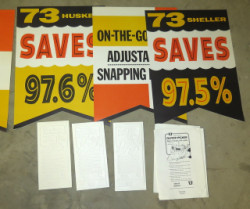 73 HUSKE
SAVES
97.6%
ON-THE-GO
ADJUSTA
SNAPPING
73 SHELLER
SAVES
97.5%